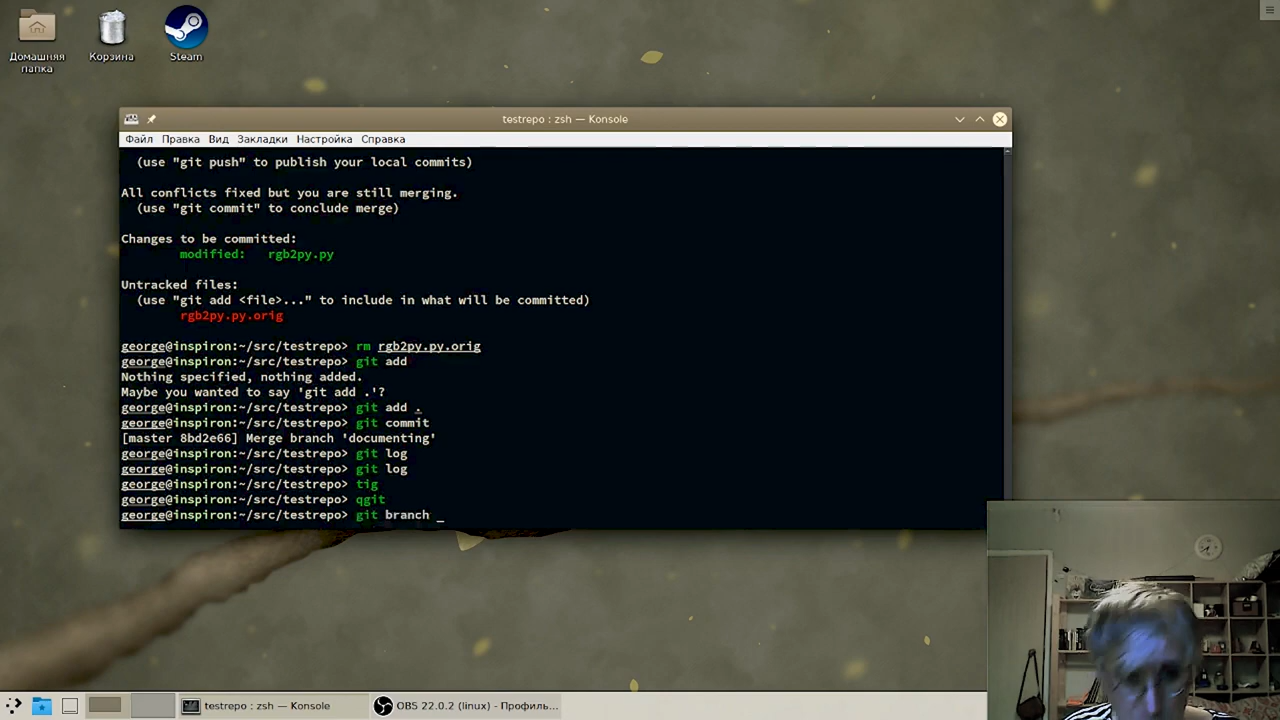 Домашняя
папка
Корзина
Steam
testrepo : zsh — Konsole
Файл Правка Вид Закладки Настройка Справка
(use "git push" to publish your local commits)
All conflicts fixed but you are still merging.
(use "git commit" to conclude merge)
Changes to be committed:
modified: rgb2py.py
Untracked files:
(use "git add <file>..." to include in what will be committed)
rgb2py.py.orig
george@inspiron:~/src/testrepo> rm rgb2py.py.orig
george@inspiron:~/src/testrepo> git add
Nothing specified, nothing added.
Maybe you wanted to say 'git add .'?
george@inspiron:~/src/testrepo> git add .
george@inspiron:~/src/testrepo> git commit
[master 8bd2e66] Merge branch 'documenting'
george@inspiron:~/src/testrepo> git log
george@inspiron:~/src/testrepo> git log
george@inspiron:~/src/testrepo> tig
george@inspiron:~/src/testrepo> qgit
george@inspiron:~/src/testrepo> git branch _
testrepo : zsh — Konsole
OBS 22.0.2 (linux) - Профиль...